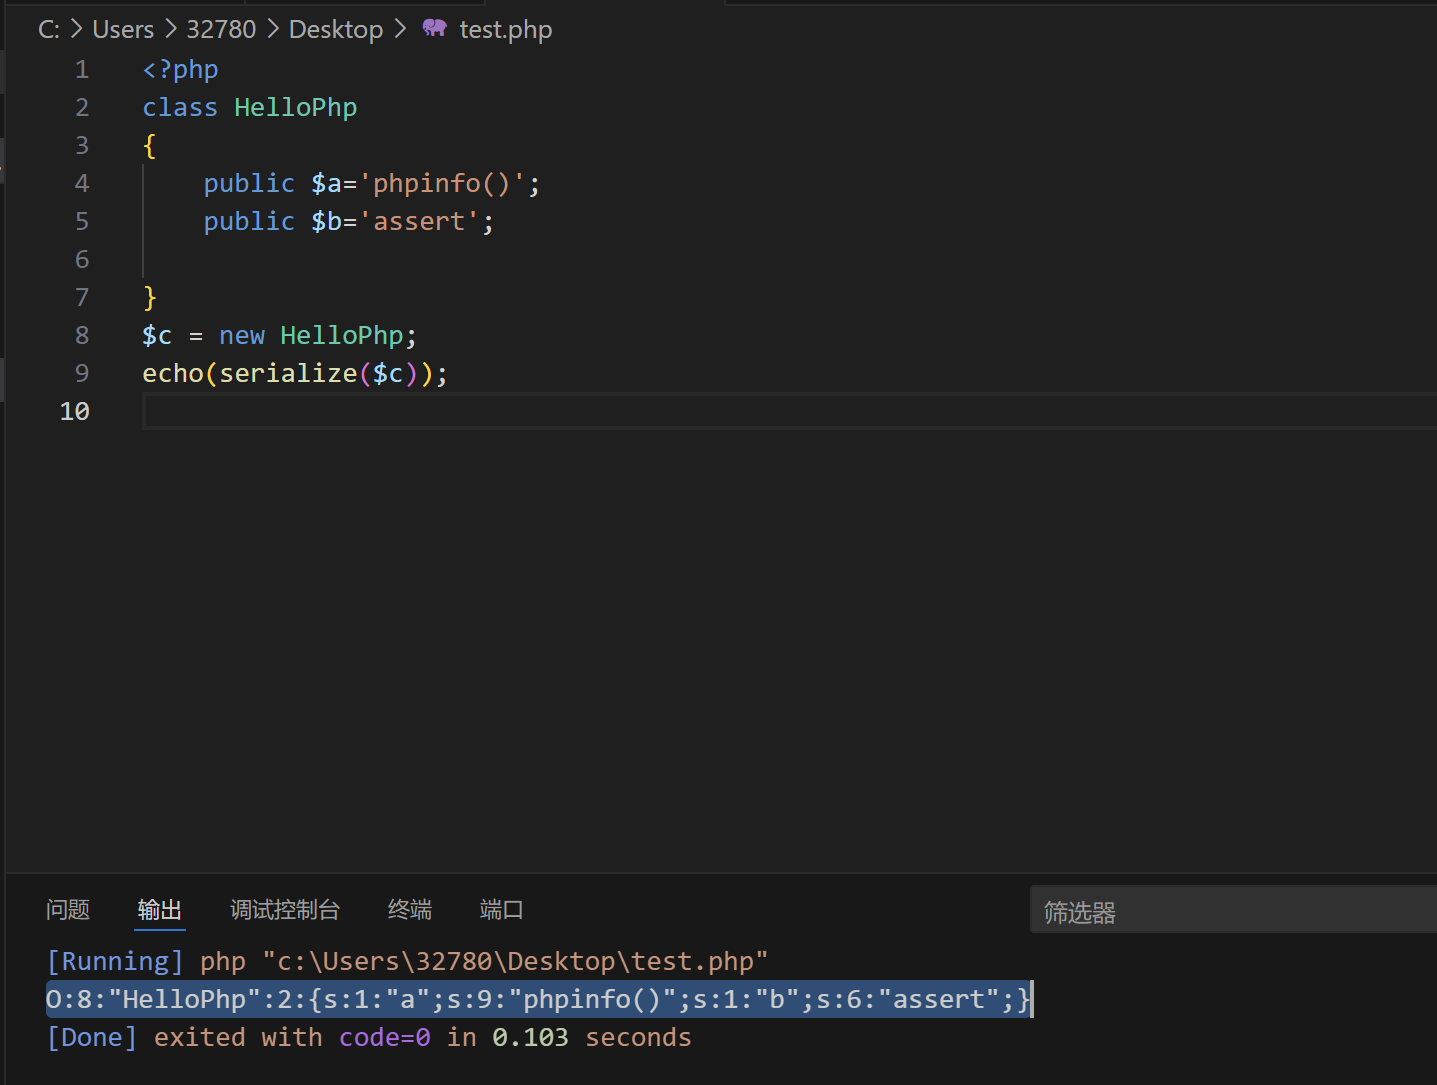 C: > Users > 32780 > Desktop > test.php
1 <?php
2 class HelloPhp
3 {
4     public $a='phpinfo()';
5     public $b='assert';
6
7 }
8 $c = new HelloPhp;
9 echo(serialize($c));
10
问题 输出 调试控制台 终端 端口 筛选器
[Running] php "c:\Users\32780\Desktop\test.php"
O:8:"HelloPhp":2:{s:1:"a";s:9:"phpinfo()";s:1:"b";s:6:"assert";}
[Done] exited with code=0 in 0.103 seconds